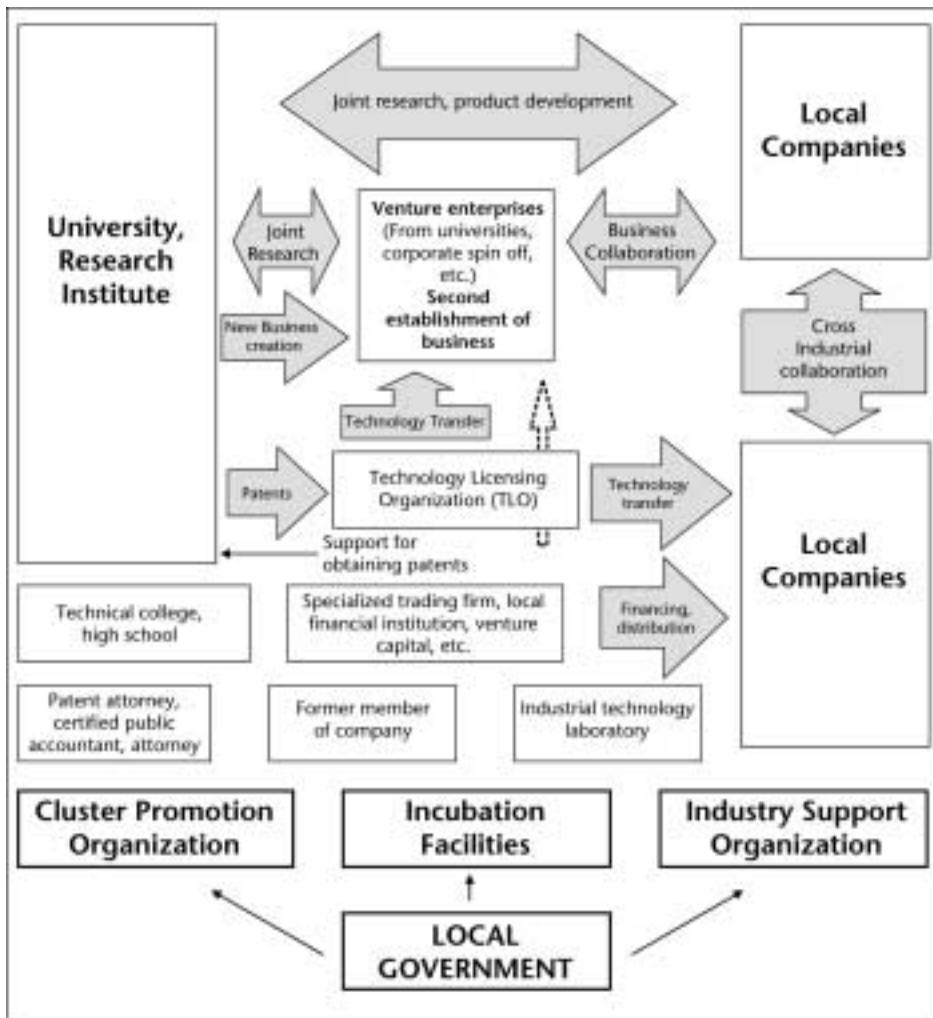 Joint research, product development
Local
Companies
University,
Research
Institute
Joint
Research
Venture enterprises
(From universities,
corporate spin off,
etc.)
Second
establishment of
business
Business
Collaboration
New Business
creation
Cross
Industrial
collaboration
Technology Transfer
Patents
Technology Licensing
Organization (TLO)
Technology
transfer
Local
Companies
Support for
obtaining patents
Technical college,
high school
Specialized trading firm, local
financial institution, venture
capital, etc.
Financing,
distribution
Patent attorney,
certified public
accountant, attorney
Former member
of company
Industrial technology
laboratory
Cluster Promotion
Organization
Incubation
Facilities
Industry Support
Organization
LOCAL
GOVERNMENT